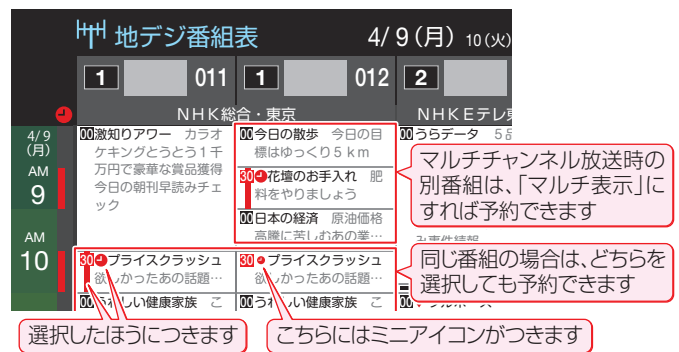 地デジ番組表 4/9(月) 10(火)
1 011 1 012 2
NHK総合・東京 NHKEテレ東
4/9
(月)
AM
9
AM
10
00激知りアワー カラオ
ケキングとうとう1千
万円で豪華な賞品獲得
今日の朝刊早読みチェ
ック
00今日の散歩 今日の目
標はゆっくり5km
30花壇のお手入れ 肥
料をやりましょう
00日本の経済 原油価格
高騰に苦しむあの業…
00うらデータ 5
マルチチャンネル放送時の
別番組は、「マルチ表示」に
すれば予約できます
30プライスクラッシュ
欲しかったあの話題…
00うれしい健康家族 こ
30プライスクラッシュ
欲しかったあの話題…
00うれしい健康家族 こ
同じ番組の場合は、どちらを
選択しても予約できます
選択したほうにつきます
こちらにはミニアイコンがつきます